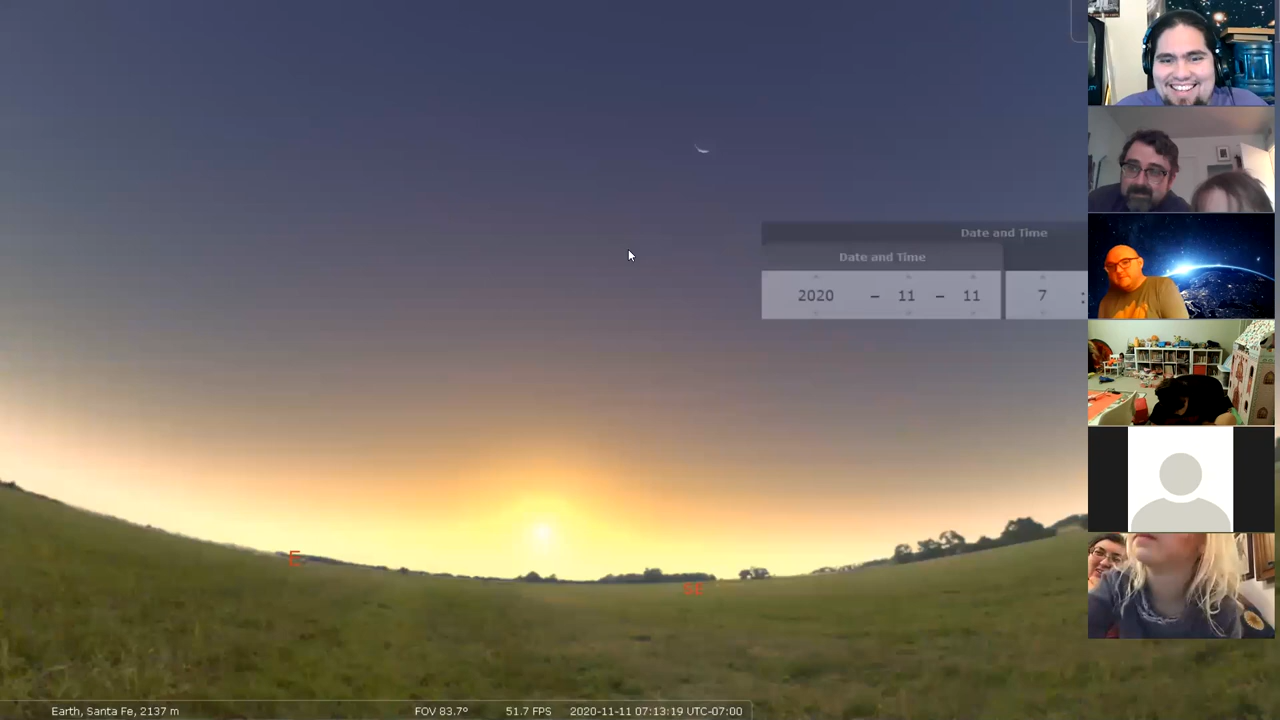 Date and Time
Date and Time
2020 – 11 – 11 7 :
E
SE
Earth, Santa Fe, 2137 m FOV 83.7° 51.7 FPS 2020-11-11 07:13:19 UTC-07:00